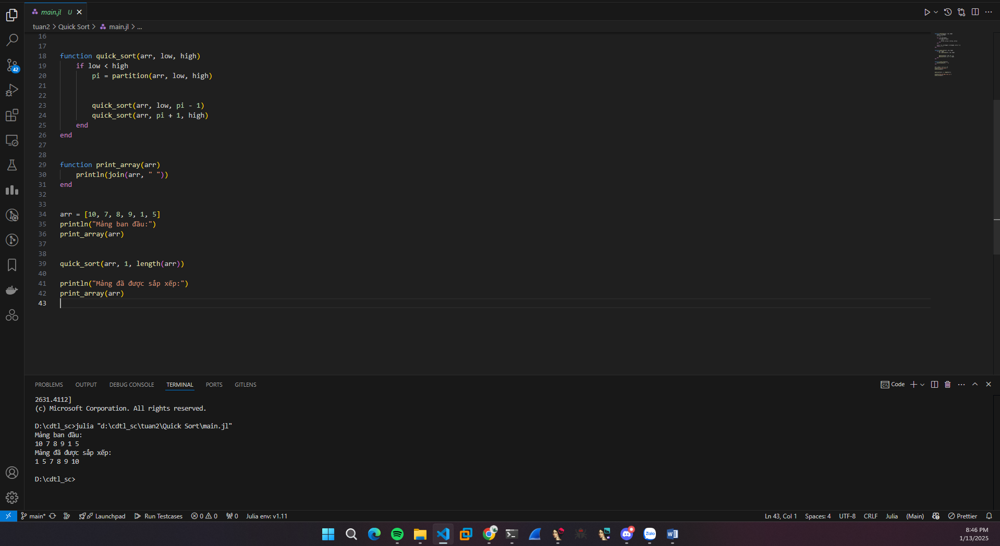 main.jl U
tuan2 > Quick Sort > main.jl > ...
16
17
18 function quick_sort(arr, low, high)
19 if low < high
20 pi = partition(arr, low, high)
21
22
23 quick_sort(arr, low, pi - 1)
24 quick_sort(arr, pi + 1, high)
25 end
26 end
27
28
29 function print_array(arr)
30 println(join(arr, " "))
31 end
32
33
34 arr = [10, 7, 8, 9, 1, 5]
35 println("Mảng ban đầu:")
36 print_array(arr)
37
38
39 quick_sort(arr, 1, length(arr))
40
41 println("Mảng đã được sắp xếp:")
42 print_array(arr)
43
42
PROBLEMS OUTPUT DEBUG CONSOLE TERMINAL PORTS GITLENS Code
2631.4112]
(c) Microsoft Corporation. All rights reserved.
D:\cdtl_sc>julia "d:\cdtl_sc\tuan2\Quick Sort\main.jl"
Mảng ban đầu:
10 7 8 9 1 5
Mảng đã được sắp xếp:
1 5 7 8 9 10
D:\cdtl_sc>
main* Launchpad Run Testcases 0 0 0 Julia env: v1.11 Ln 43, Col 1 Spaces: 4 UTF-8 CRLF Julia (Main) Prettier
Zalo
8:46 PM
1/13/2025